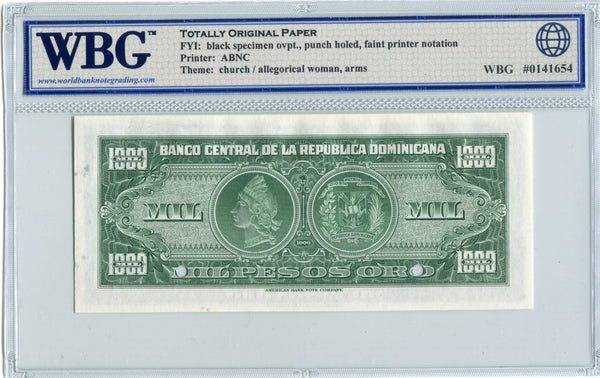 WBG™
www.worldbanknotegrading.com
TOTALLY ORIGINAL PAPER
FYI: black specimen ovpt., punch holed, faint printer notation
Printer: ABNC
Theme: church / allegorical woman, arms
WBG #0141654
BANCO CENTRAL DE LA REPUBLICA DOMINICANA
1000 1000
MIL MIL
1000
1000 MIL PESOS ORO 1000
AMERICAN BANK NOTE COMPANY.